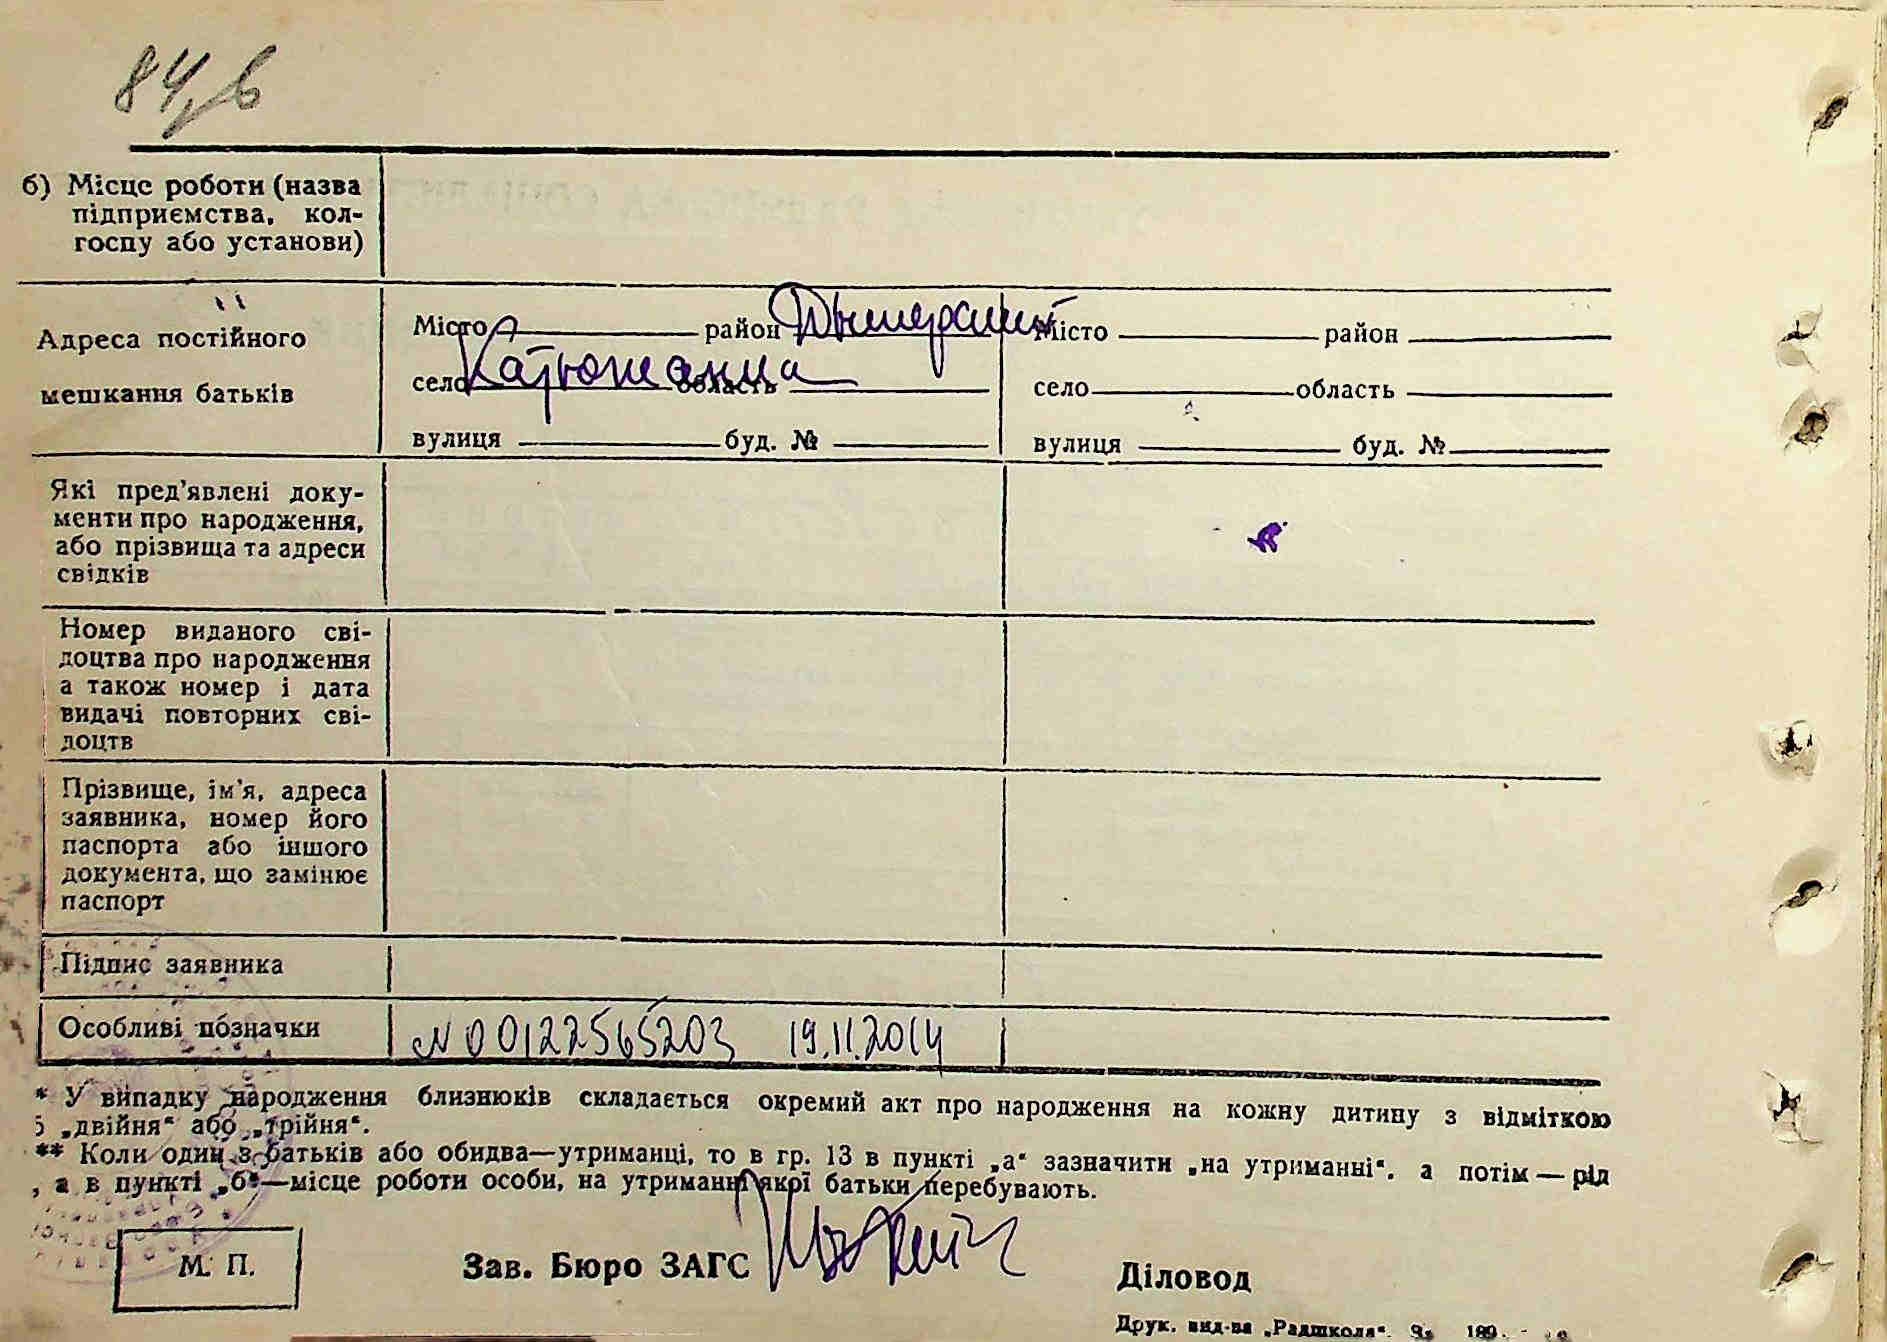 84,б
б) Місце роботи (назва
підприємства, кол-
госпу або установи)
Адреса постійного
мешкання батьків
Місто район Дымерский
село Катюжанка область
вулиця буд. №
Місто район
село область
вулиця буд. №
Які пред'явлені доку-
менти про народження,
або прізвища та адреси
свідків
Номер виданого сві-
доцтва про народження
а також номер і дата
видачі повторних сві-
доцтв
Прізвище, ім'я, адреса
заявника, номер його
паспорта або іншого
документа, що замінює
паспорт
Підпис заявника
Особливі позначки
N 00122565203 19.11.2014
* У випадку народження близнюків складається окремий акт про народження на кожну дитину з відміткою
„двійня“ або „трійня“.
** Коли один з батьків або обидва—утриманці, то в гр. 13 в пункті „а“ зазначити „на утриманні“. а потім — рід
, а в пункті „б“—місце роботи особи, на утриманні якої батьки перебувають.
М. П.
Зав. Бюро ЗАГС
Діловод
Друк. вид-ва „Радшкола“.